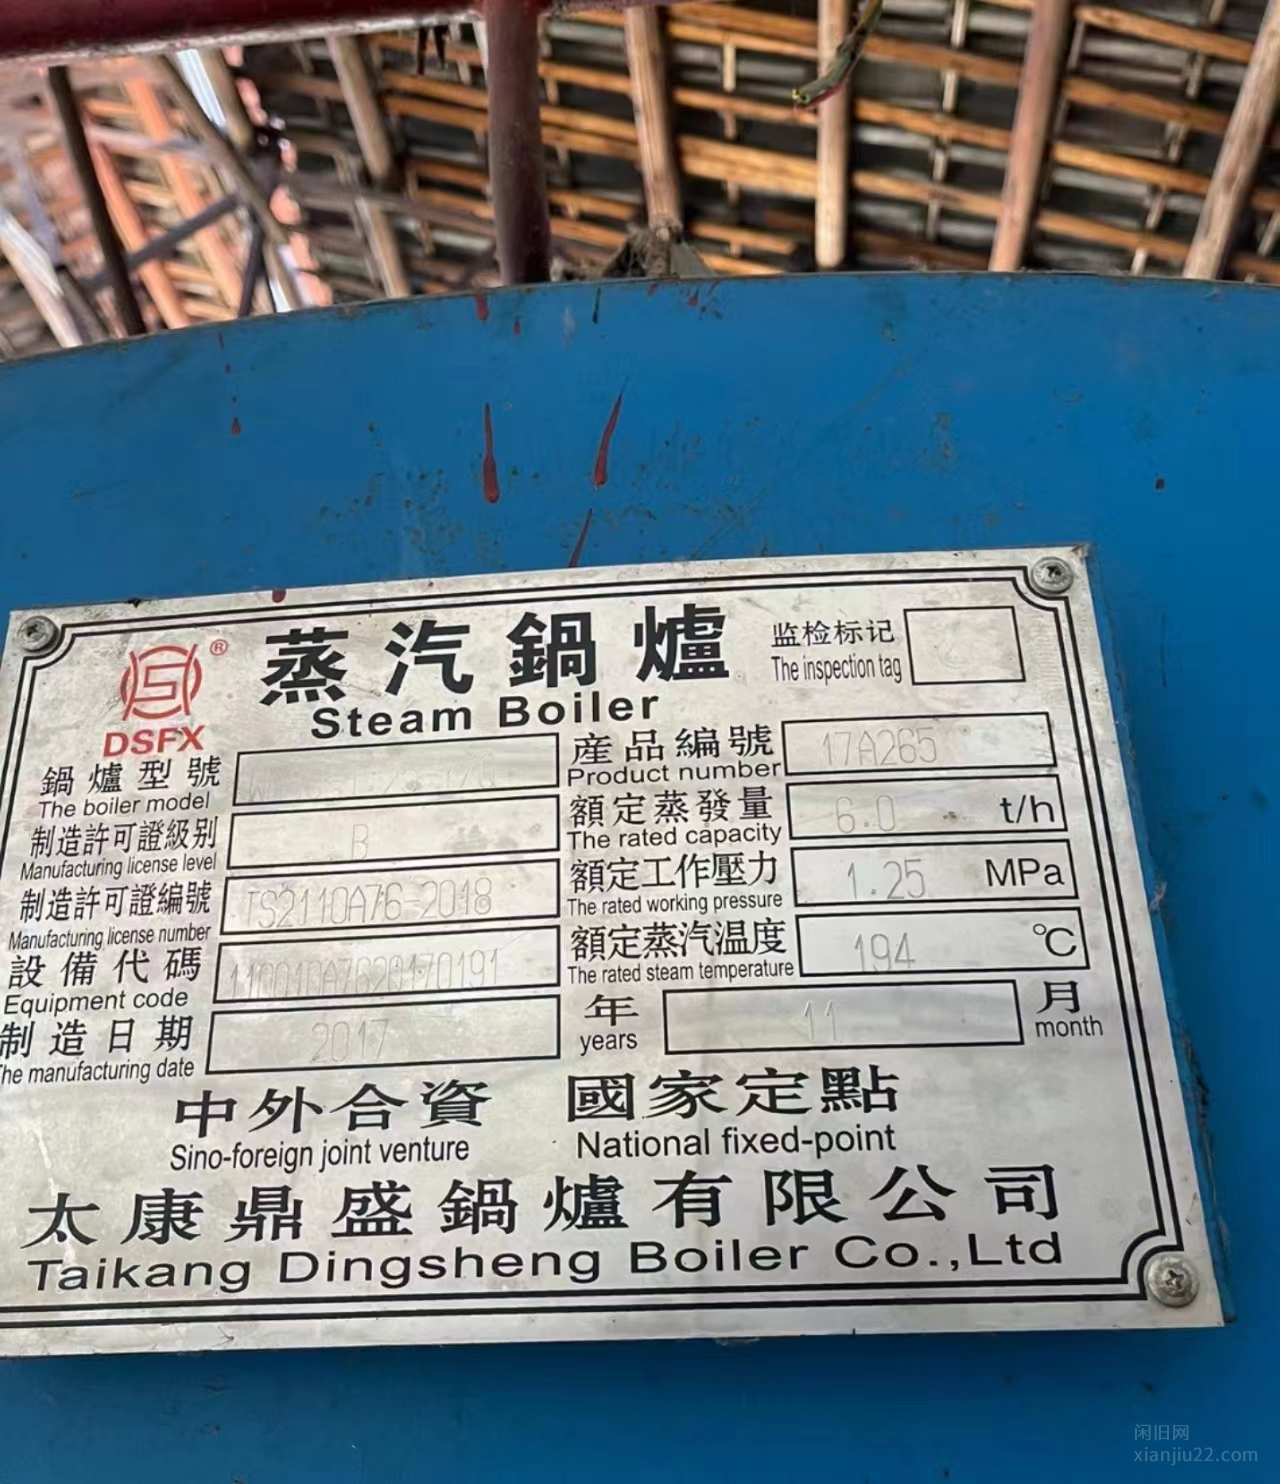 蒸汽鍋爐
Steam Boiler
监检标记
The inspection tag
DSFX®
鍋爐型號
The boiler model
産品編號 17A265
Product number
制造許可證級别 B
Manufacturing license level
額定蒸發量 6.0 t/h
The rated capacity
制造許可證編號 TS2110A76-2018
Manufacturing license number
額定工作壓力 1.25 MPa
The rated working pressure
設備代碼
Equipment code
額定蒸汽温度 194 ℃
The rated steam temperature
制造日期 2017 年 11 月
The manufacturing date years month
中外合資 國家定點
Sino-foreign joint venture National fixed-point
太康鼎盛鍋爐有限公司
Taikang Dingsheng Boiler Co.,Ltd
闲旧网
xianjiu22.com